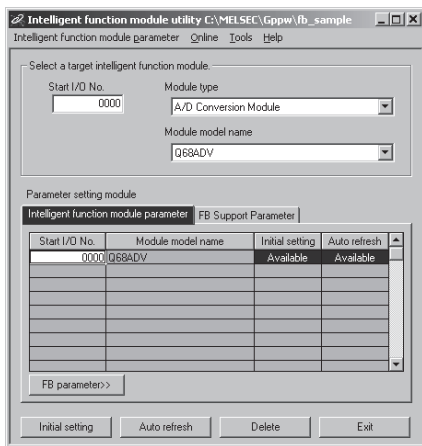 Intelligent function module utility C:\MELSEC\Gppw\fb_sample
Intelligent function module parameter Online Tools Help
Select a target intelligent function module.
Start I/O No. Module type
0000 A/D Conversion Module
Module model name
Q68ADV
Parameter setting module
Intelligent function module parameter FB Support Parameter
Start I/O No. Module model name Initial setting Auto refresh
0000 Q68ADV Available Available
FB parameter>>
Initial setting Auto refresh Delete Exit